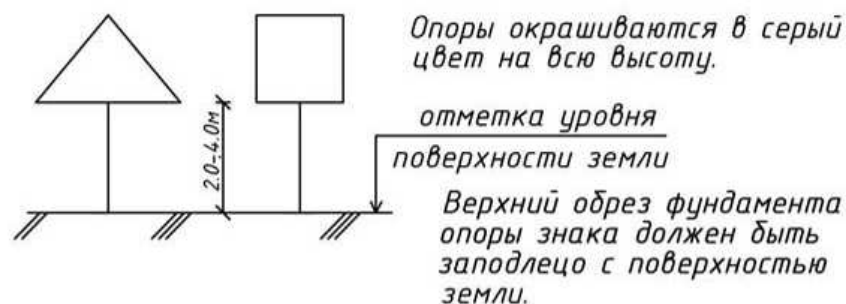 Опоры окрашиваются в серый
цвет на всю высоту.
2.0-4.0м
отметка уровня
поверхности земли
Верхний обрез фундамента
опоры знака должен быть
заподлецо с поверхностью
земли.